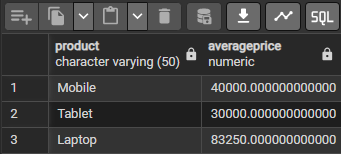 SQL
product averageprice
character varying (50) numeric
1 Mobile 40000.000000000000
2 Tablet 30000.000000000000
3 Laptop 83250.000000000000